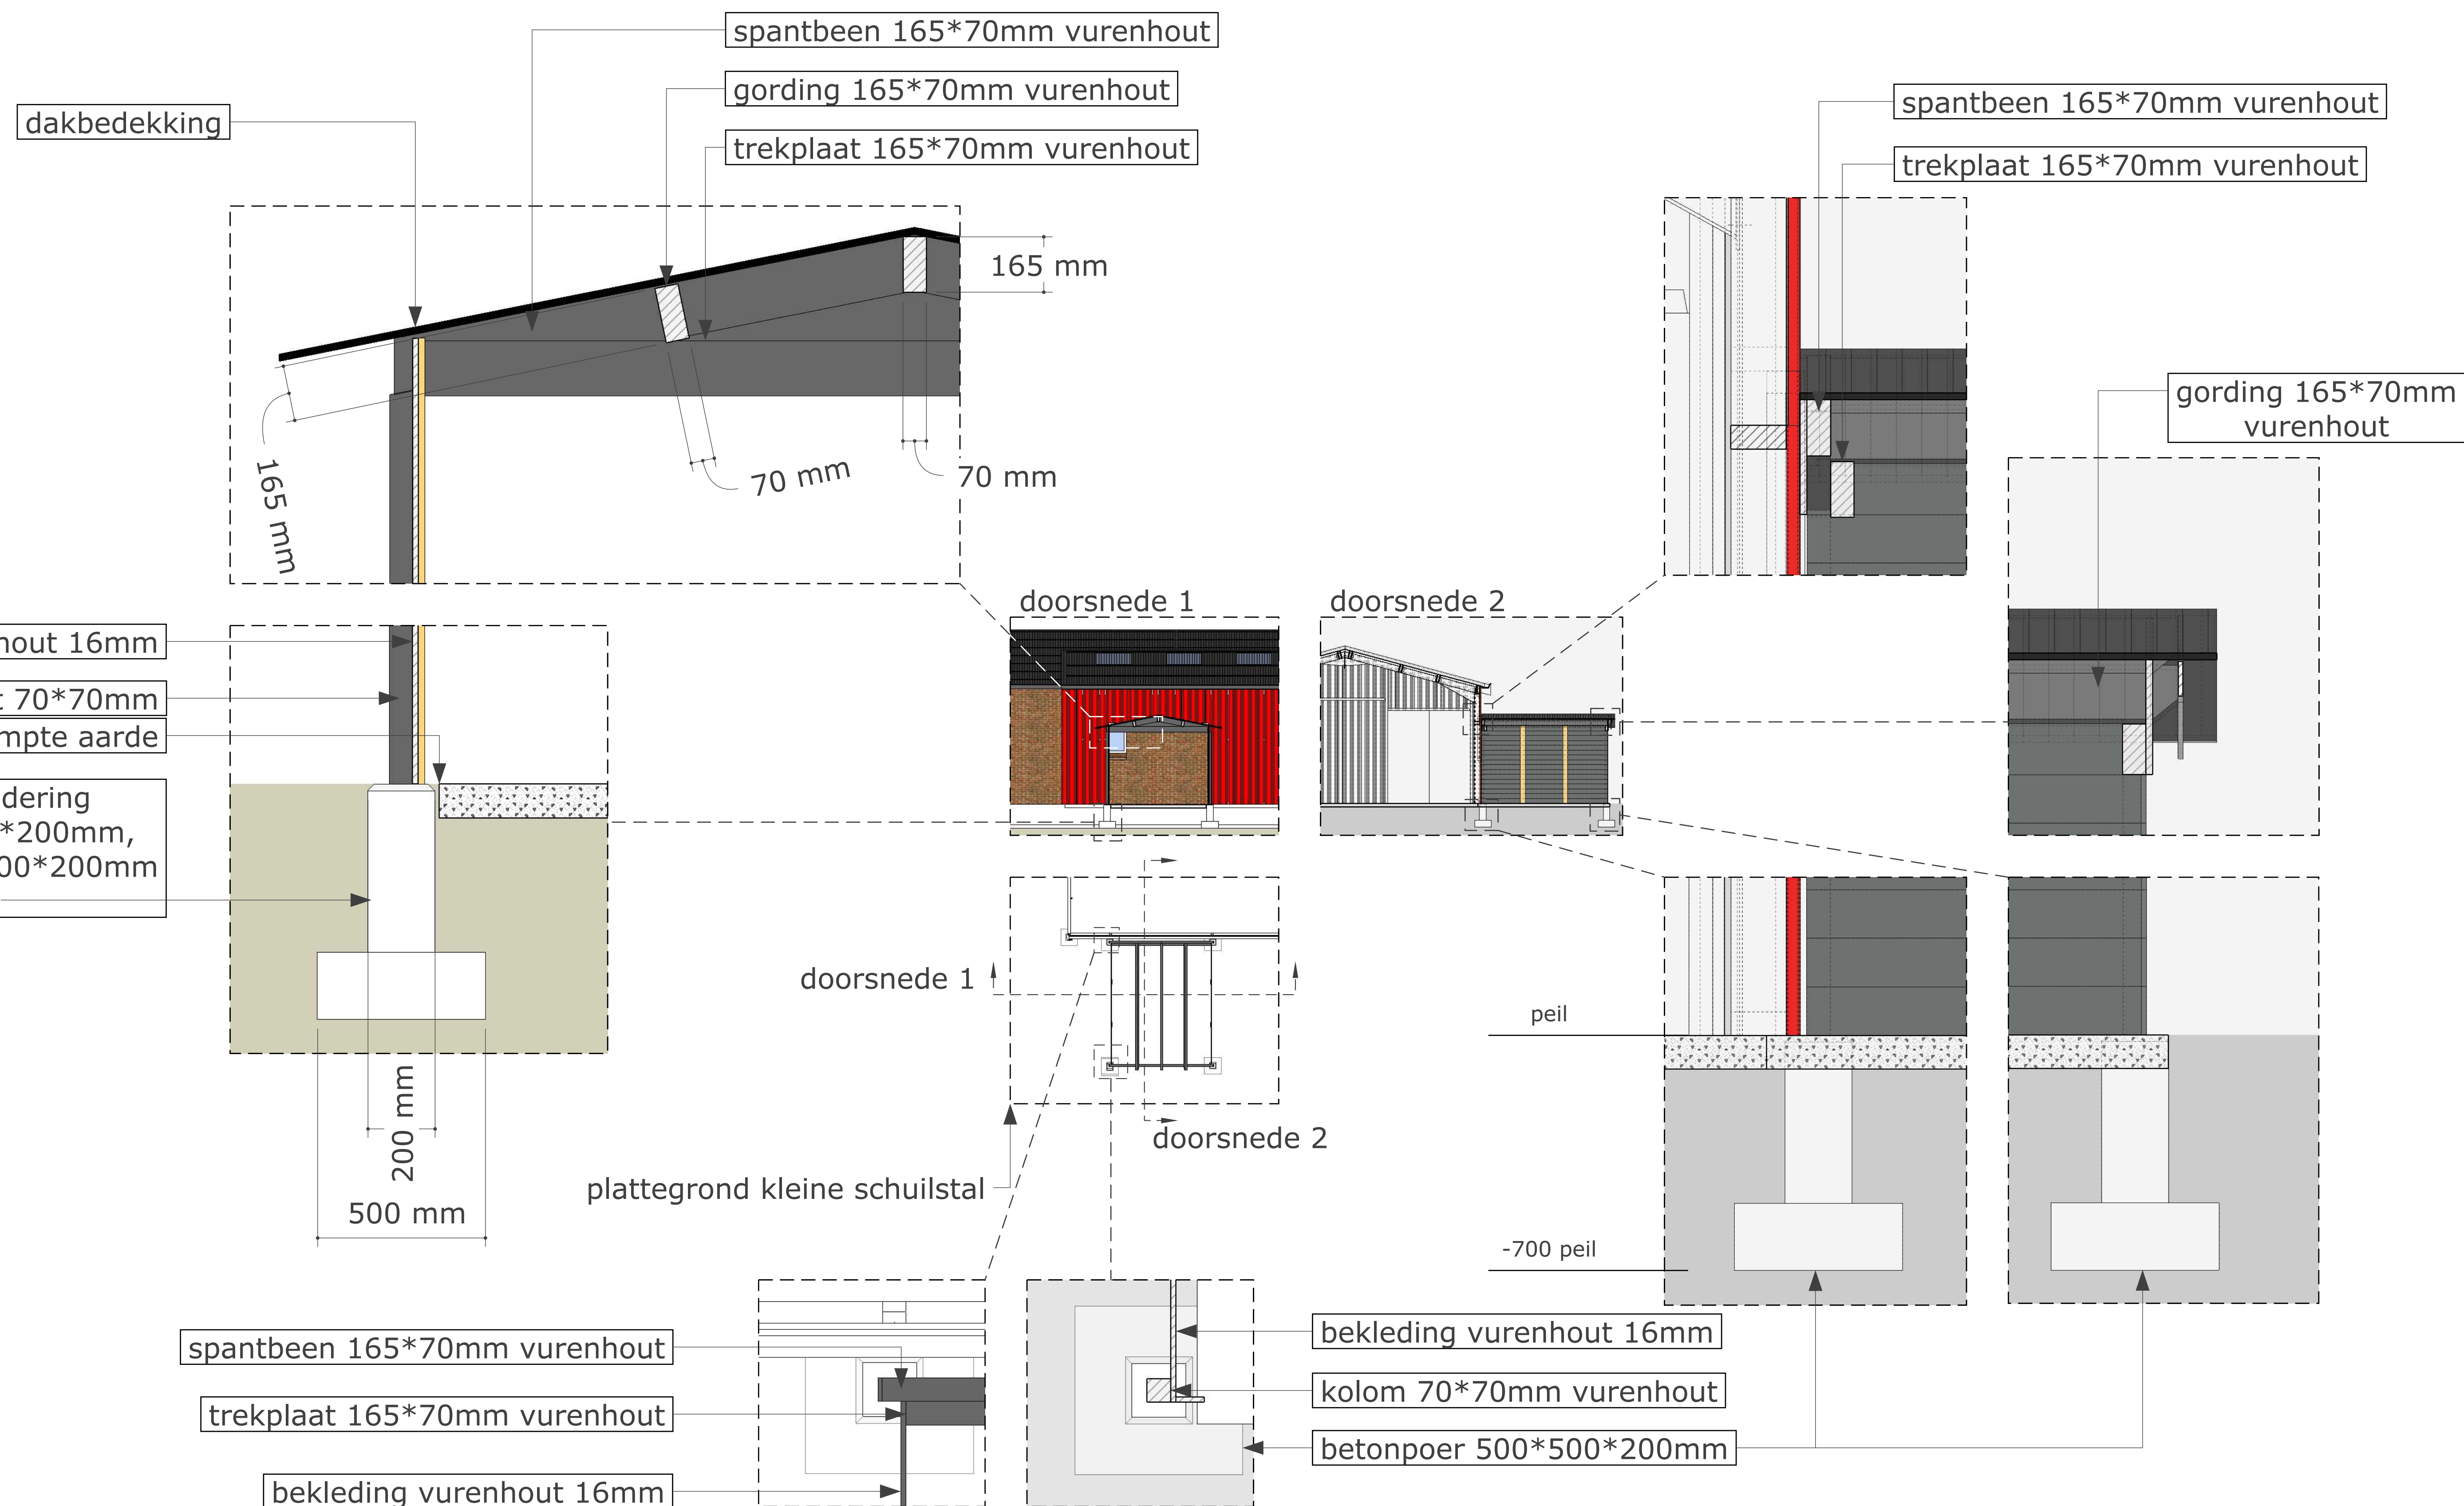 spantbeen 165*70mm vurenhout
gording 165*70mm vurenhout
dakbedekking
trekplaat 165*70mm vurenhout
165 mm
165 mm
70 mm
70 mm
spantbeen 165*70mm vurenhout
trekplaat 165*70mm vurenhout
gording 165*70mm
vurenhout
doorsnede 1
doorsnede 2
16mm
70*70mm
aarde
*200mm,
00*200mm
200 mm
500 mm
doorsnede 1
doorsnede 2
plattegrond kleine schuilstal
peil
-700 peil
spantbeen 165*70mm vurenhout
trekplaat 165*70mm vurenhout
bekleding vurenhout 16mm
bekleding vurenhout 16mm
kolom 70*70mm vurenhout
betonpoer 500*500*200mm